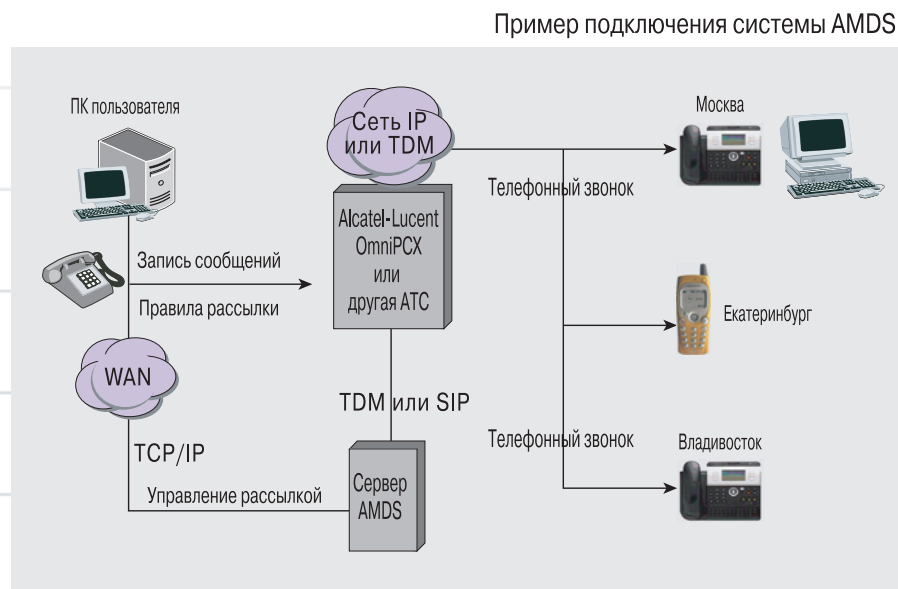 Пример подключения системы AMDS
ПК пользователя
Сеть IP
или TDM
Москва
Телефонный звонок
Alcatel-Lucent
OmniPCX
или
другая АТС
Запись сообщений
Правила рассылки
Екатеринбург
WAN
TDM или SIP
TCP/IP
Телефонный звонок
Владивосток
Управление рассылкой
Сервер
AMDS